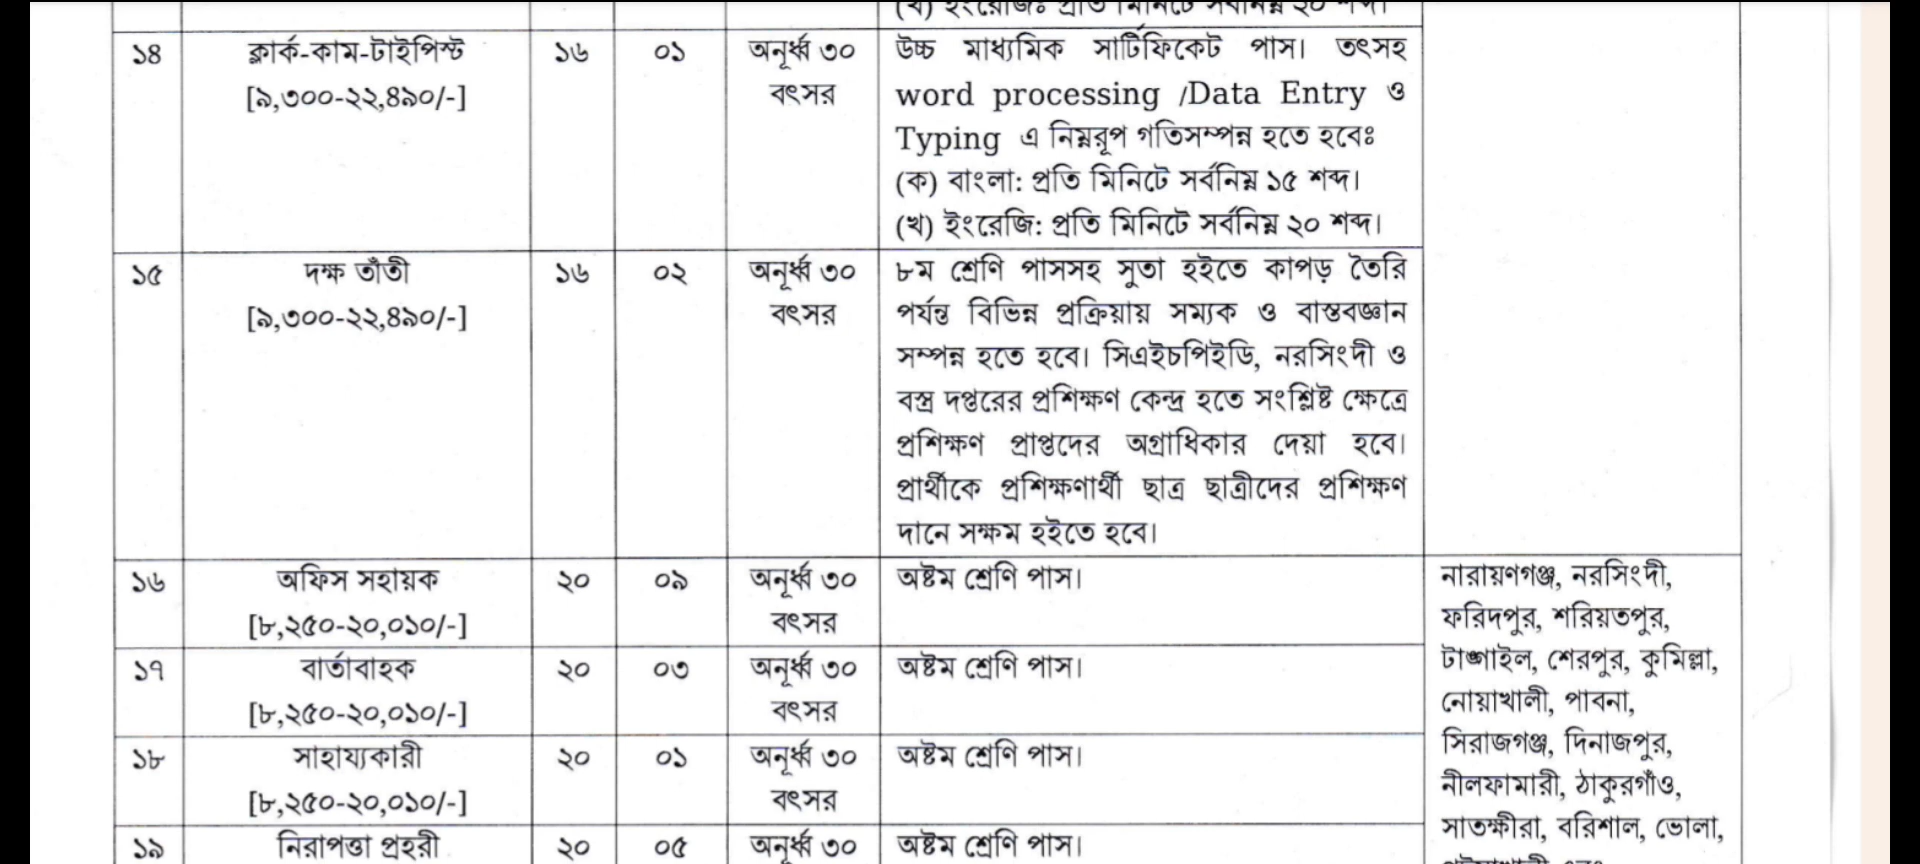 (খ) ইংরেজিঃ প্রতি মিনিটে সর্বনিম্ন ২০ শব্দ।
১৪ ক্লার্ক-কাম-টাইপিস্ট ১৬ ০১ অনূর্ধ্ব ৩০ উচ্চ মাধ্যমিক সার্টিফিকেট পাস। তৎসহ
[৯,৩০০-২২,৪৯০/-] বৎসর word processing /Data Entry ও
Typing এ নিম্নরূপ গতিসম্পন্ন হতে হবেঃ
(ক) বাংলা: প্রতি মিনিটে সর্বনিম্ন ১৫ শব্দ।
(খ) ইংরেজি: প্রতি মিনিটে সর্বনিম্ন ২০ শব্দ।
১৫ দক্ষ তাঁতী ১৬ ০২ অনূর্ধ্ব ৩০ ৮ম শ্রেণি পাসসহ সুতা হইতে কাপড় তৈরি
[৯,৩০০-২২,৪৯০/-] বৎসর পর্যন্ত বিভিন্ন প্রক্রিয়ায় সম্যক ও বাস্তবজ্ঞান
সম্পন্ন হতে হবে। সিএইচপিইডি, নরসিংদী ও
বস্ত্র দপ্তরের প্রশিক্ষণ কেন্দ্র হতে সংশ্লিষ্ট ক্ষেত্রে
প্রশিক্ষণ প্রাপ্তদের অগ্রাধিকার দেয়া হবে।
প্রার্থীকে প্রশিক্ষণার্থী ছাত্র ছাত্রীদের প্রশিক্ষণ
দানে সক্ষম হইতে হবে।
১৬ অফিস সহায়ক ২০ ০৯ অনূর্ধ্ব ৩০ অষ্টম শ্রেণি পাস। নারায়ণগঞ্জ, নরসিংদী,
[৮,২৫০-২০,০১০/-] বৎসর ফরিদপুর, শরিয়তপুর,
১৭ বার্তাবাহক ২০ ০৩ অনূর্ধ্ব ৩০ অষ্টম শ্রেণি পাস। টাঙ্গাইল, শেরপুর, কুমিল্লা,
[৮,২৫০-২০,০১০/-] বৎসর নোয়াখালী, পাবনা,
১৮ সাহায্যকারী ২০ ০১ অনূর্ধ্ব ৩০ অষ্টম শ্রেণি পাস। সিরাজগঞ্জ, দিনাজপুর,
[৮,২৫০-২০,০১০/-] বৎসর নীলফামারী, ঠাকুরগাঁও,
১৯ নিরাপত্তা প্রহরী ২০ ০৫ অনূর্ধ্ব ৩০ অষ্টম শ্রেণি পাস। সাতক্ষীরা, বরিশাল, ভোলা,